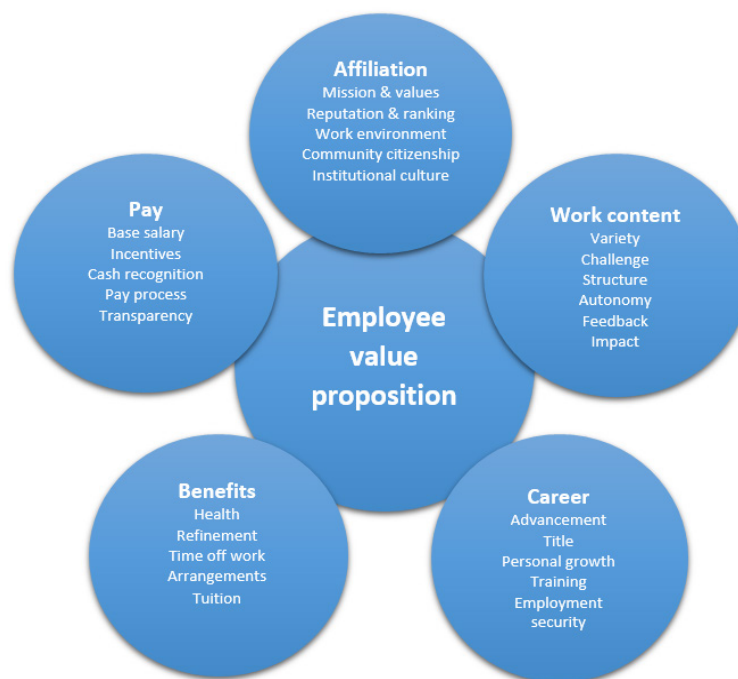 Affiliation
Mission & values
Reputation & ranking
Work environment
Community citizenship
Institutional culture
Pay
Base salary
Incentives
Cash recognition
Pay process
Transparency
Work content
Variety
Challenge
Structure
Autonomy
Feedback
Impact
Employee
value
proposition
Benefits
Health
Refinement
Time off work
Arrangements
Tuition
Career
Advancement
Title
Personal growth
Training
Employment
security